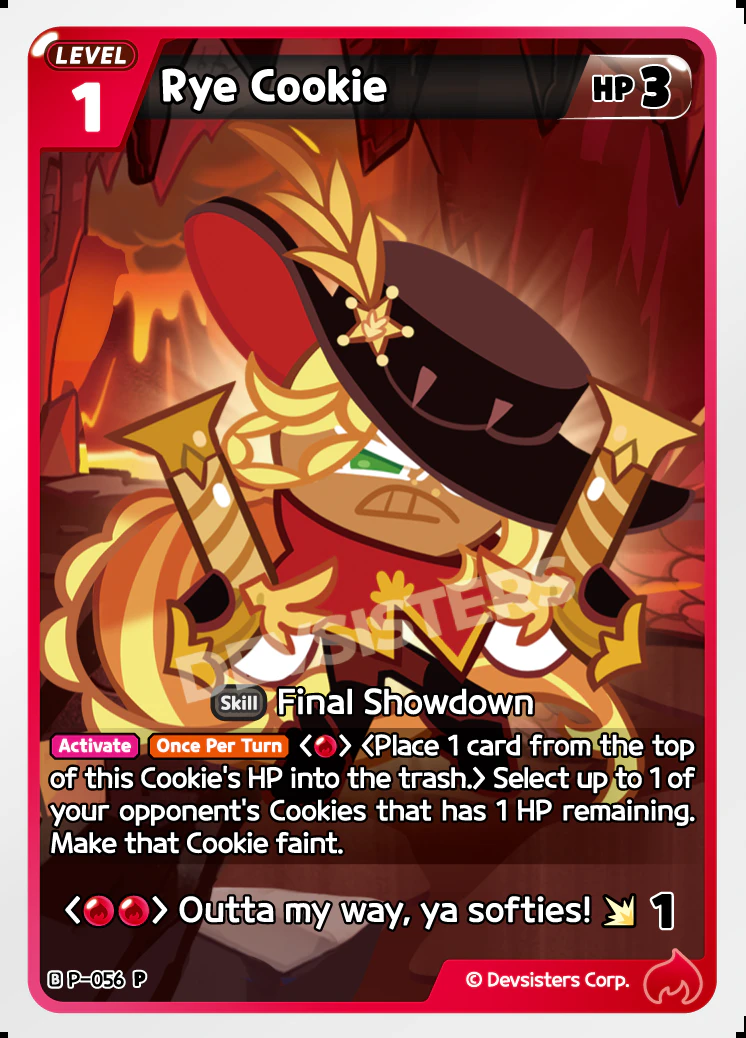 LEVEL
1
Rye Cookie
HP 3
DEVSISTERS
Skill Final Showdown
Activate Once Per Turn < > <Place 1 card from the top
of this Cookie's HP into the trash.> Select up to 1 of
your opponent's Cookies that has 1 HP remaining.
Make that Cookie faint.
< > Outta my way, ya softies! 1
B P-056 P
© Devsisters Corp.